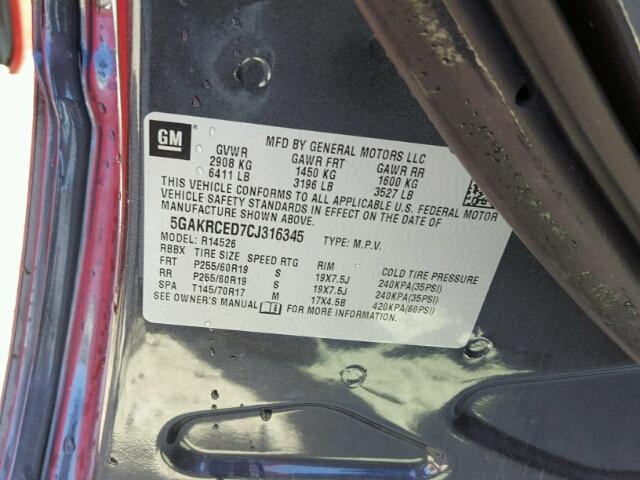 GM
MFD BY GENERAL MOTORS LLC
GVWR GAWR FRT GAWR RR
2908 KG 1450 KG 1600 KG
6411 LB 3196 LB 3527 LB
THIS VEHICLE CONFORMS TO ALL APPLICABLE U.S. FEDERAL MOTOR
VEHICLE SAFETY STANDARDS IN EFFECT ON THE DATE OF
MANUFACTURE SHOWN ABOVE.
5GAKRCED7CJ316345 TYPE: M.P.V.
MODEL: R14526
RBBX TIRE SIZE SPEED RTG RIM COLD TIRE PRESSURE
FRT P255/60R19 S 19X7.5J 240KPA(35PSI)
RR P255/60R19 S 19X7.5J 240KPA(35PSI)
SPA T145/70R17 M 17X4.5B 420KPA(60PSI)
SEE OWNER'S MANUAL FOR MORE INFORMATION.